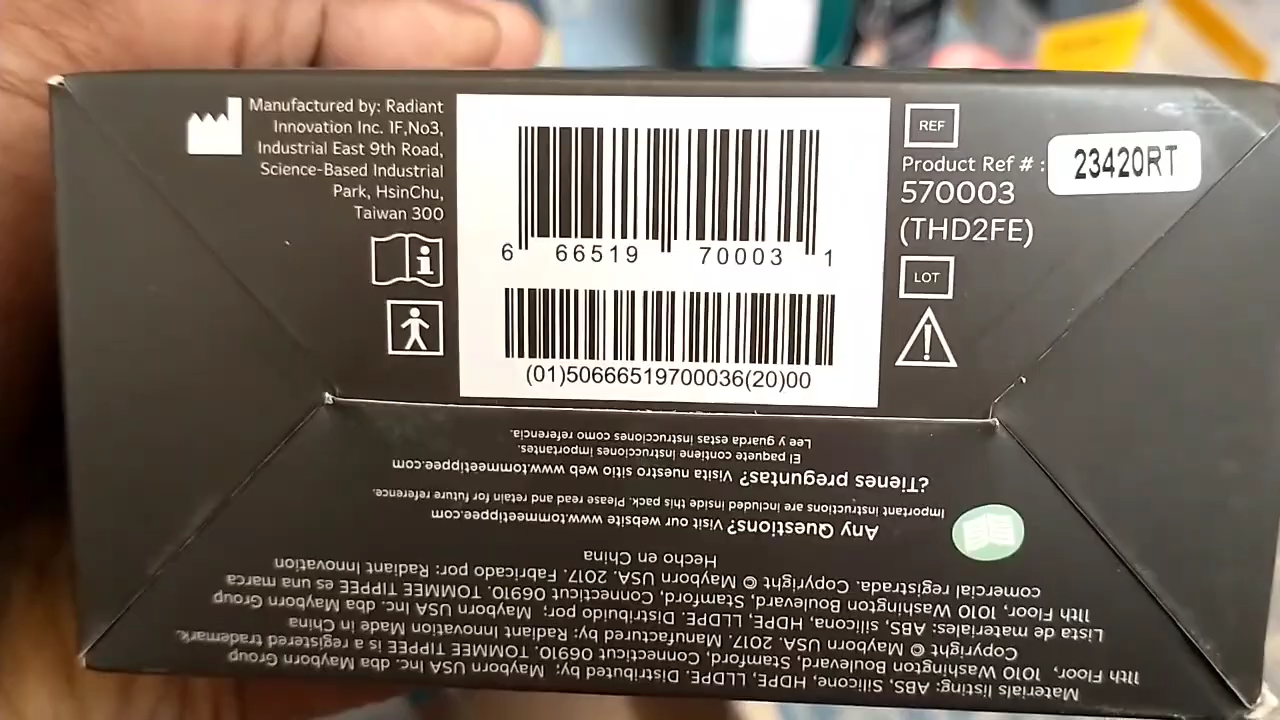 Manufactured by: Radiant
Innovation Inc. 1F,No3,
Industrial East 9th Road,
Science-Based Industrial
Park, HsinChu,
Taiwan 300
6 66519 70003 1
(01)50666519700036(20)00
REF
Product Ref # :
570003
(THD2FE)
23420RT
LOT
Materials listing: ABS, Silicone, HDPE, LLDPE. Distributed by: Mayborn USA Inc. dba Mayborn Group
11th Floor, 1010 Washington Boulevard, Stamford, Connecticut 06910. TOMMEE TIPPEE is a registered trademark.
Copyright © Mayborn USA. 2017. Manufactured by: Radiant Innovation Made in China
Lista de materiales: ABS, silicona, HDPE, LLDPE. Distribuido por: Mayborn USA Inc. dba Mayborn Group
11th Floor, 1010 Washington Boulevard, Stamford, Connecticut 06910. TOMMEE TIPPEE es una marca
comercial registrada. Copyright © Mayborn USA. 2017. Fabricado por: Radiant Innovation
Hecho en China
Any Questions? Visit our website www.tommeetippee.com
Important instructions are included inside this pack. Please read and retain for future reference.
¿Tienes preguntas? Visita nuestro sitio web www.tommeetippee.com
El paquete contiene instrucciones importantes.
Lee y guarda estas instrucciones como referencia.